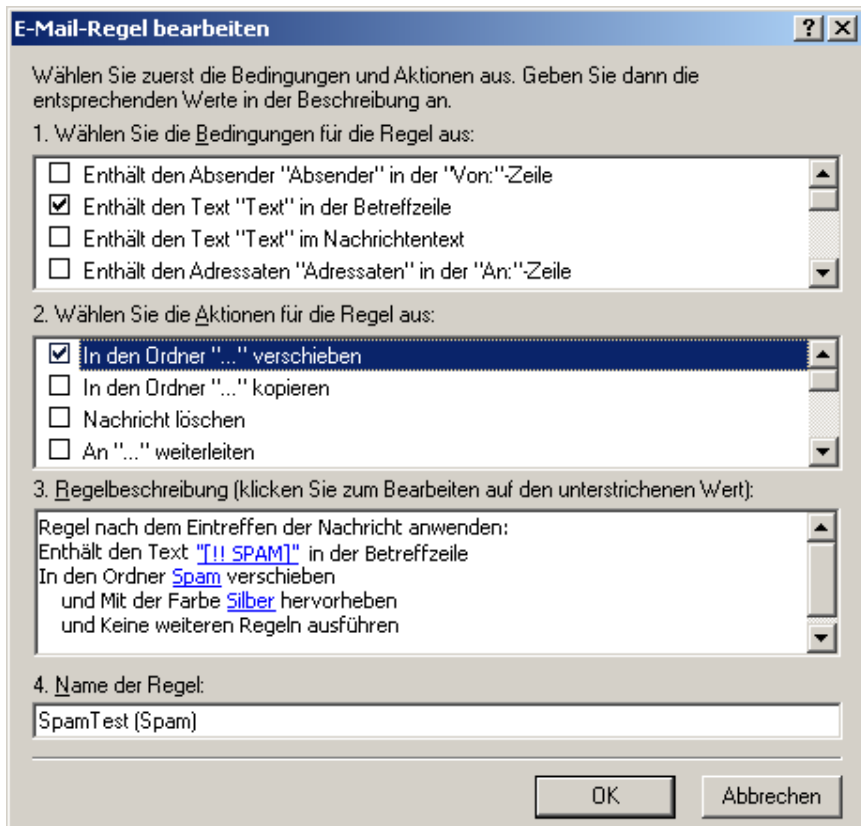 E-Mail-Regel bearbeiten
Wählen Sie zuerst die Bedingungen und Aktionen aus. Geben Sie dann die
entsprechenden Werte in der Beschreibung an.
1. Wählen Sie die Bedingungen für die Regel aus:
Enthält den Absender "Absender" in der "Von:"-Zeile
Enthält den Text "Text" in der Betreffzeile
Enthält den Text "Text" im Nachrichtentext
Enthält den Adressaten "Adressaten" in der "An:"-Zeile
2. Wählen Sie die Aktionen für die Regel aus:
In den Ordner "..." verschieben
In den Ordner "..." kopieren
Nachricht löschen
An "..." weiterleiten
3. Regelbeschreibung (klicken Sie zum Bearbeiten auf den unterstrichenen Wert):
Regel nach dem Eintreffen der Nachricht anwenden:
Enthält den Text "[!! SPAM]" in der Betreffzeile
In den Ordner Spam verschieben
und Mit der Farbe Silber hervorheben
und Keine weiteren Regeln ausführen
4. Name der Regel:
SpamTest (Spam)
OK Abbrechen